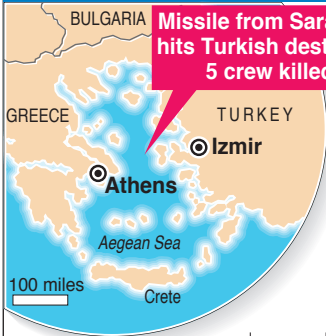 BULGARIA
Missile from
hits Turkish
5 crew killed
GREECE
TURKEY
Izmir
Athens
Aegean Sea
100 miles
Crete